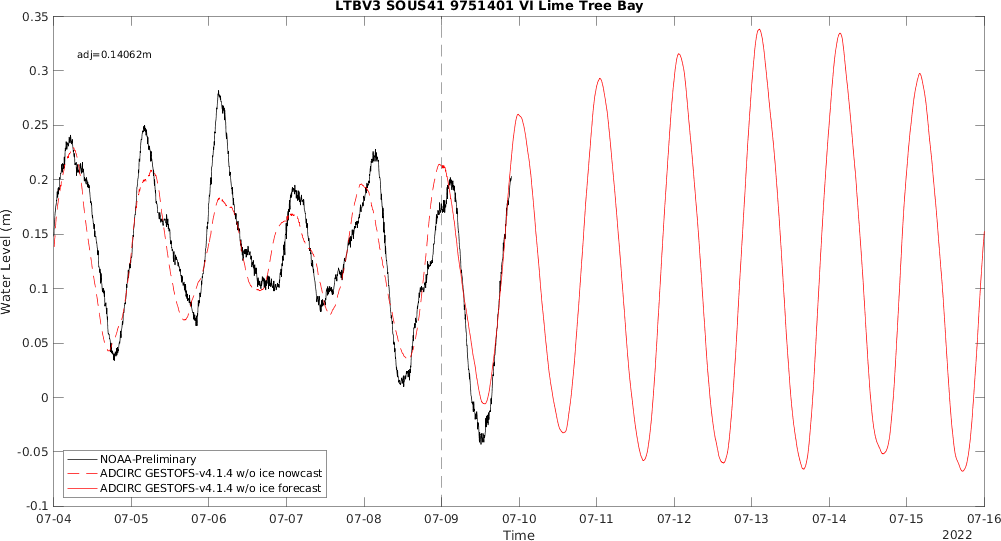 LTBV3 SOUS41 9751401 VI Lime Tree Bay
adj=0.14062m
Water Level (m)
0.35
0.3
0.25
0.2
0.15
0.1
0.05
0
-0.05
-0.1
NOAA-Preliminary
ADCIRC GESTOFS-v4.1.4 w/o ice nowcast
ADCIRC GESTOFS-v4.1.4 w/o ice forecast
07-04 07-05 07-06 07-07 07-08 07-09 07-10 07-11 07-12 07-13 07-14 07-15 07-16
Time
2022